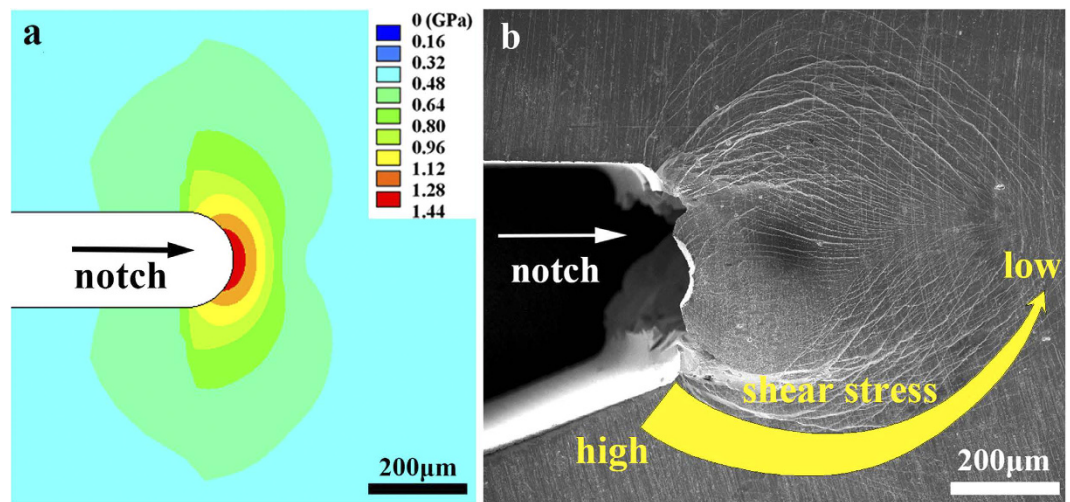 a
0 (GPa)
0.16
0.32
0.48
0.64
0.80
0.96
1.12
1.28
1.44
notch
200μm
b
notch
low
shear stress
high
200μm